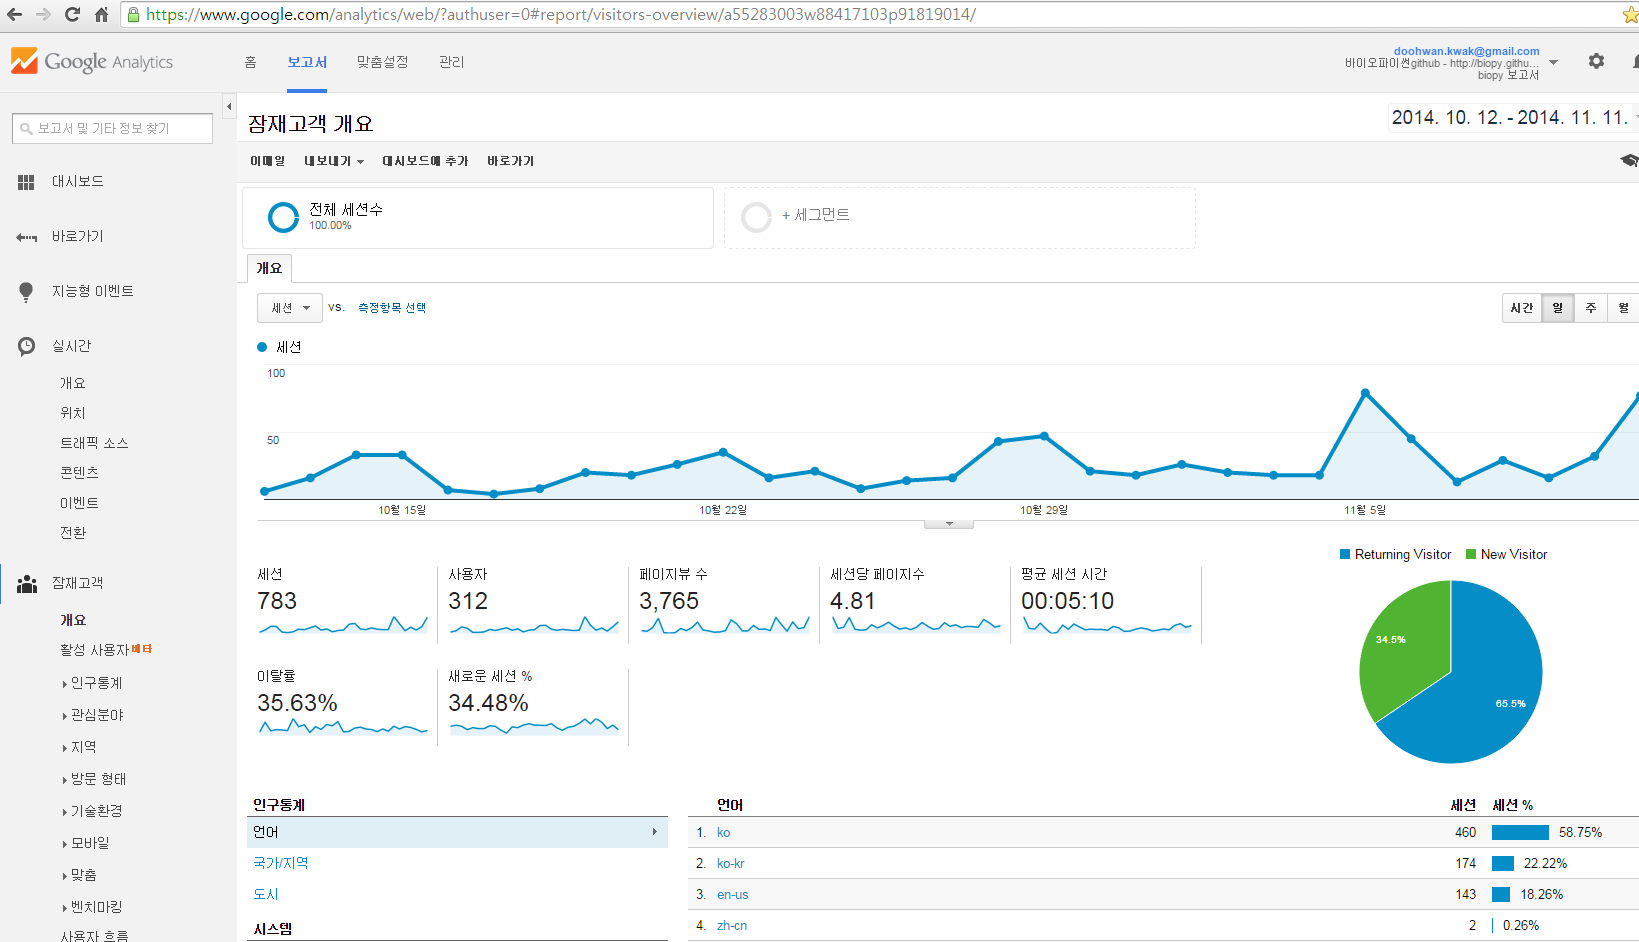 https://www.google.com/analytics/web/?authuser=0#report/visitors-overview/a55283003w88417103p91819014/
Google Analytics
홈 보고서 맞춤설정 관리
doohwan.kwak@gmail.com
바이오파이썬github - http://biopy.githu...
biopy 보고서
보고서 및 기타 정보 찾기
잠재고객 개요
2014. 10. 12. - 2014. 11. 11.
이메일 내보내기 대시보드에 추가 바로가기
대시보드
바로가기
지능형 이벤트
실시간
개요
위치
트래픽 소스
콘텐츠
이벤트
전환
잠재고객
개요
활성 사용자 베타
인구통계
관심분야
지역
방문 형태
기술환경
모바일
맞춤
벤치마킹
사용자 흐름
전체 세션수
100.00%
+ 세그먼트
개요
세션 vs. 측정항목 선택
시간 일 주 월
세션
100
50
10월 15일 10월 22일 10월 29일 11월 5일
Returning Visitor New Visitor
34.5%
65.5%
세션
783
사용자
312
페이지뷰 수
3,765
세션당 페이지수
4.81
평균 세션 시간
00:05:10
이탈률
35.63%
새로운 세션 %
34.48%
인구통계
언어
국가/지역
도시
시스템
언어 세션 세션 %
1. ko 460 58.75%
2. ko-kr 174 22.22%
3. en-us 143 18.26%
4. zh-cn 2 0.26%